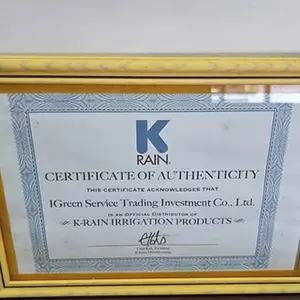 K
RAIN®
CERTIFICATE OF AUTHENTICITY
THIS CERTIFICATE ACKNOWLEDGES THAT
IGreen Service Trading Investment Co., Ltd.
IS AN OFFICIAL DISTRIBUTOR OF
K-RAIN IRRIGATION PRODUCTS